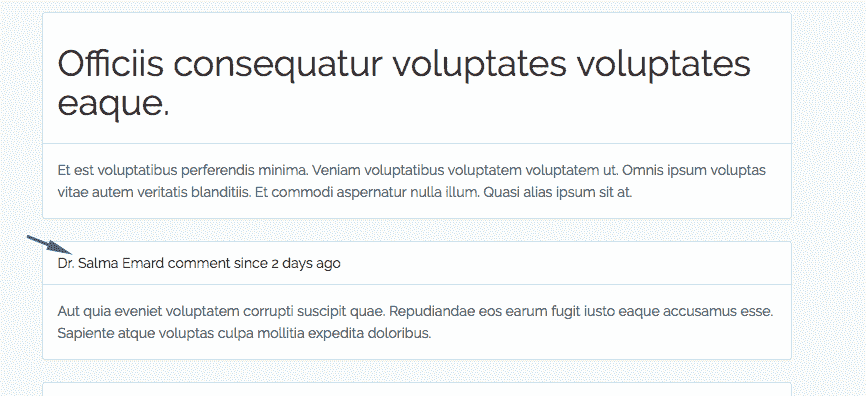 Officiis consequatur voluptates voluptates
eaque.
Et est voluptatibus perferendis minima. Veniam voluptatibus voluptatem voluptatem ut. Omnis ipsum voluptas
vitae autem veritatis blanditiis. Et commodi aspernatur nulla illum. Quasi alias ipsum sit at.
Dr. Salma Emard comment since 2 days ago
Aut quia eveniet voluptatem corrupti suscipit quae. Repudiandae eos earum fugit iusto eaque accusamus esse.
Sapiente atque voluptas culpa mollitia expedita doloribus.